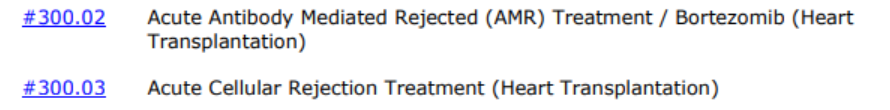 #300.02 Acute Antibody Mediated Rejected (AMR) Treatment / Bortezomib (Heart
Transplantation)
#300.03 Acute Cellular Rejection Treatment (Heart Transplantation)